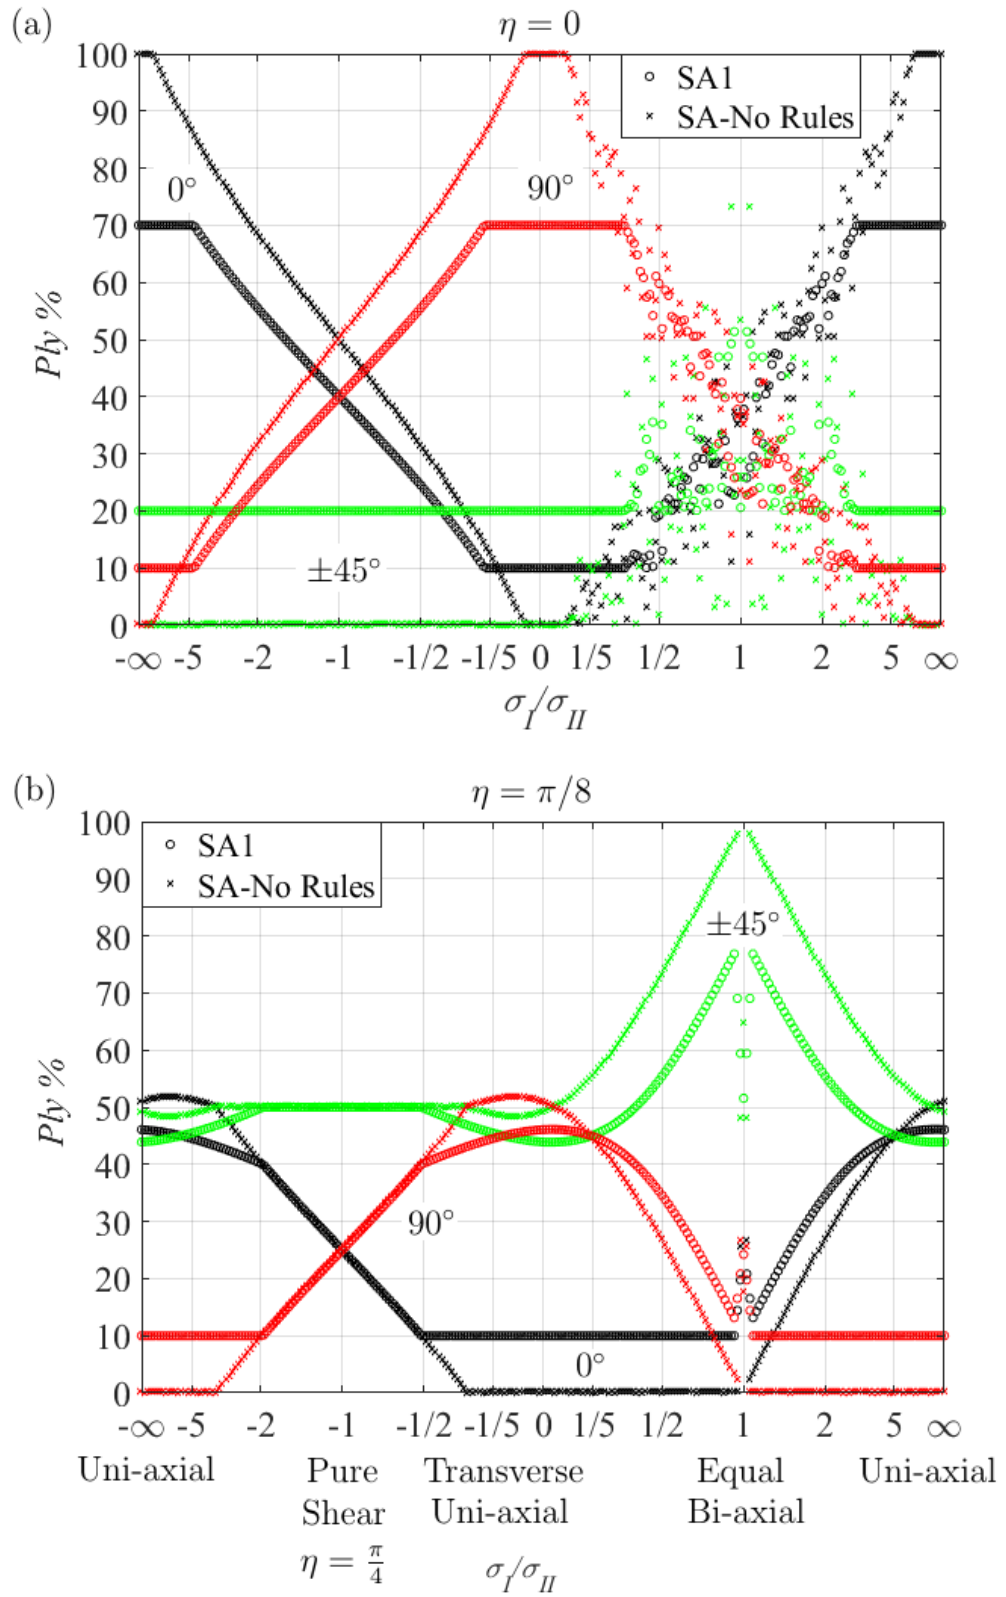 (a)
η = 0
100
90
80
70
60
50
40
30
20
10
0
Ply %
SA1
SA-No Rules
0°
90°
±45°
-∞ -5 -2 -1 -1/2 -1/5 0 1/5 1/2 1 2 5 ∞
σI/σII
(b)
η = π/8
100
90
80
70
60
50
40
30
20
10
0
Ply %
SA1
SA-No Rules
±45°
90°
0°
-∞ -5 -2 -1 -1/2 -1/5 0 1/5 1/2 1 2 5 ∞
Uni-axial Pure Transverse Equal Uni-axial
Shear Uni-axial Bi-axial
η = π/4 σI/σII